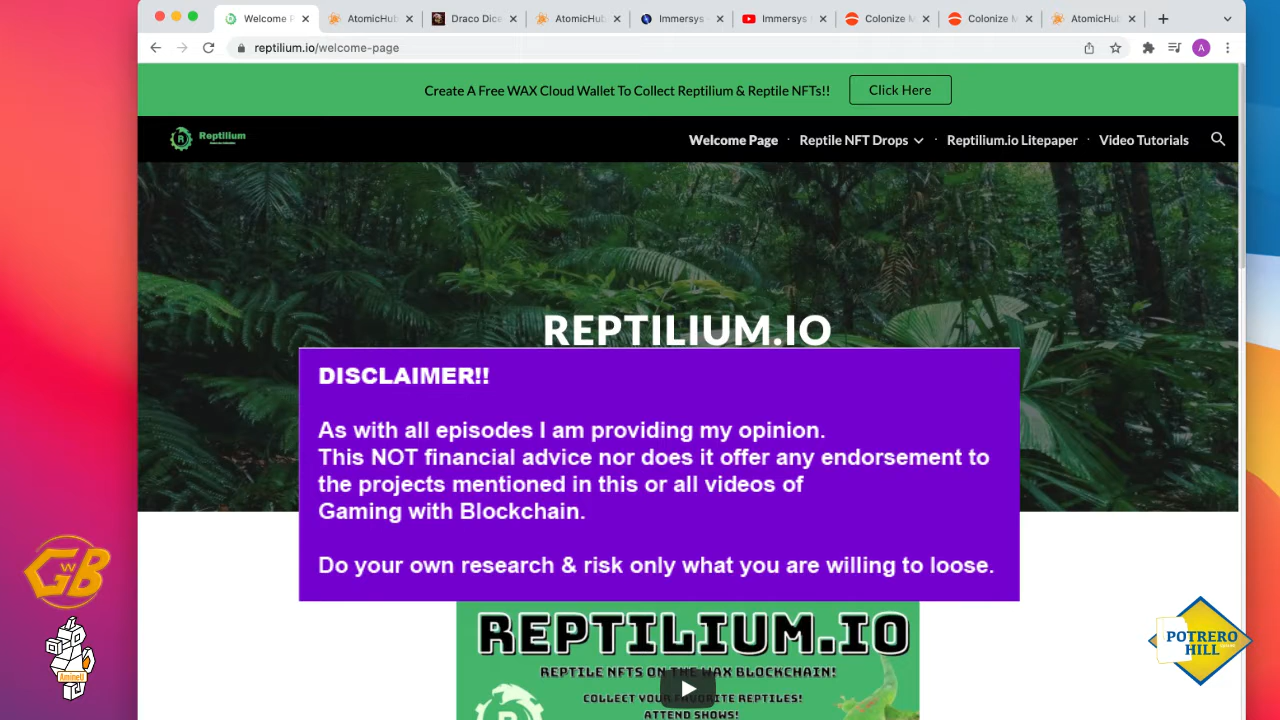 Welcome P
AtomicHub
Draco Dice
AtomicHub
Immersys
Immersys
Colonize M
Colonize M
AtomicHub
reptilium.io/welcome-page
A
Create A Free WAX Cloud Wallet To Collect Reptilium & Reptile NFTs!!
Click Here
R
Reptilium
Welcome Page
Reptile NFT Drops
Reptilium.io Litepaper
Video Tutorials
REPTILIUM.IO
DISCLAIMER!!
As with all episodes I am providing my opinion.
This NOT financial advice nor does it offer any endorsement to
the projects mentioned in this or all videos of
Gaming with Blockchain.
Do your own research & risk only what you are willing to loose.
GWB
Amineti
POTRERO
HILL
REPTILIUM.IO
REPTILE NFTS ON THE WAX BLOCKCHAIN!
COLLECT YOUR FAVORITE REPTILES!
ATTEND SHOWS!